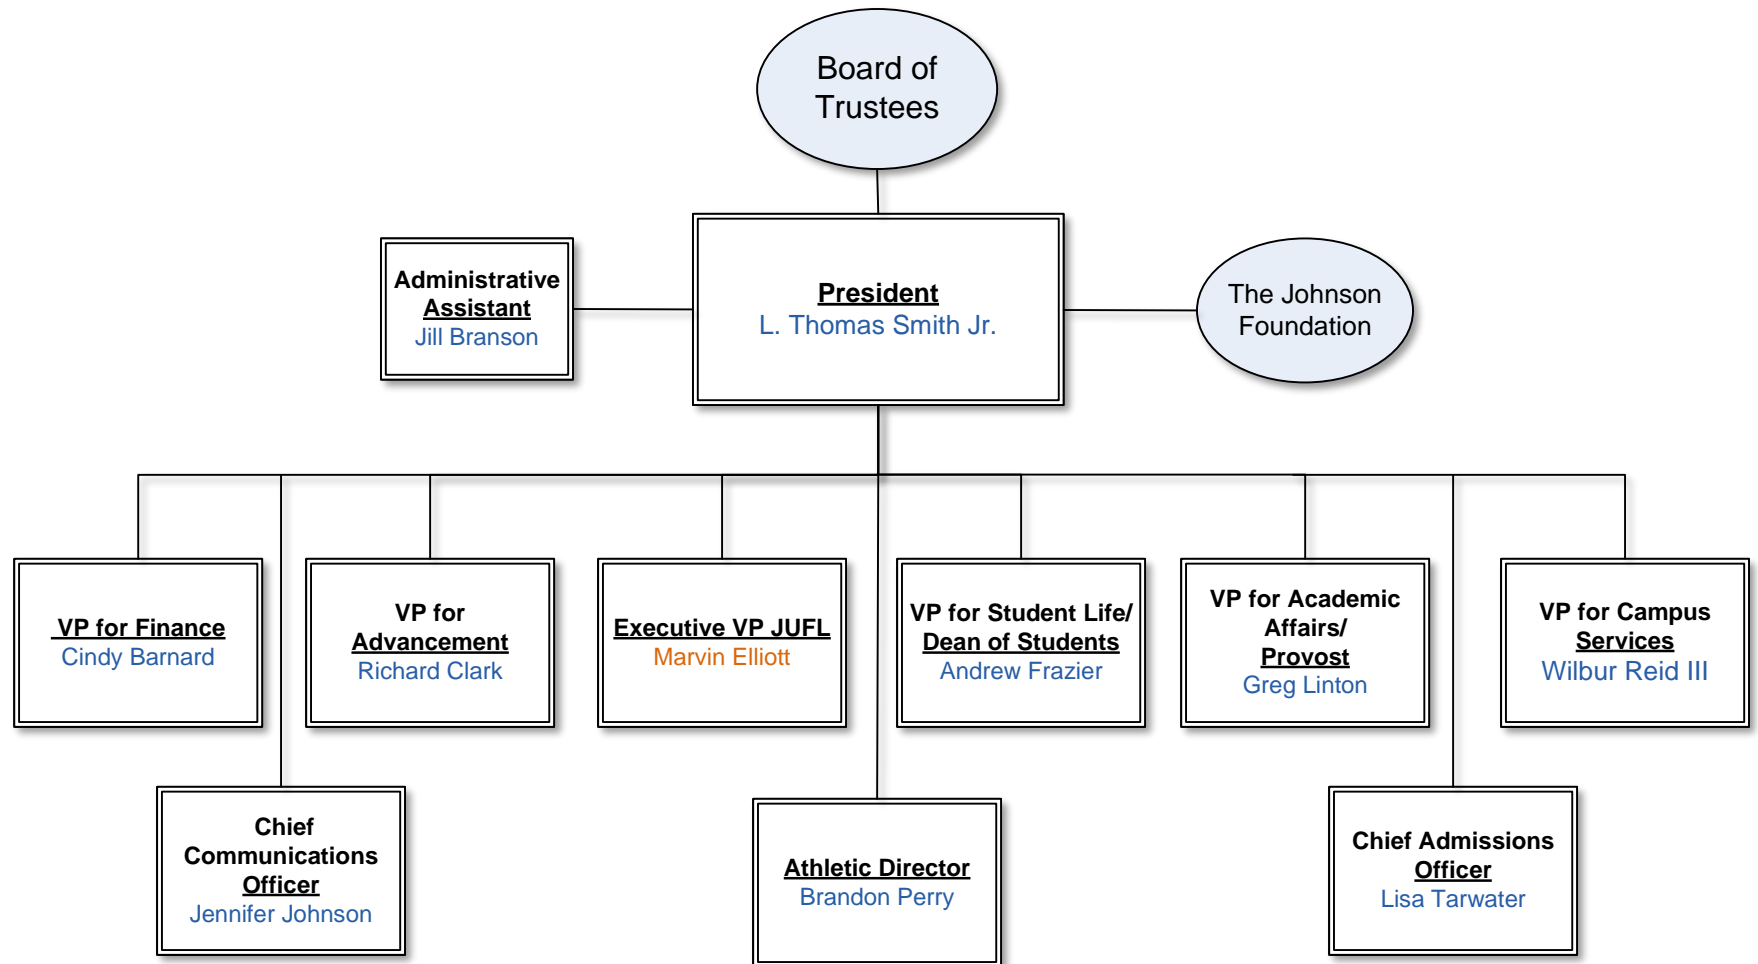 Board of
Trustees
Administrative
Assistant
Jill Branson
President
L. Thomas Smith Jr.
The Johnson
Foundation
VP for Finance
Cindy Barnard
VP for
Advancement
Richard Clark
Executive VP JUFL
Marvin Elliott
VP for Student Life/
Dean of Students
Andrew Frazier
VP for Academic
Affairs/
Provost
Greg Linton
VP for Campus
Services
Wilbur Reid III
Chief
Communications
Officer
Jennifer Johnson
Athletic Director
Brandon Perry
Chief Admissions
Officer
Lisa Tarwater